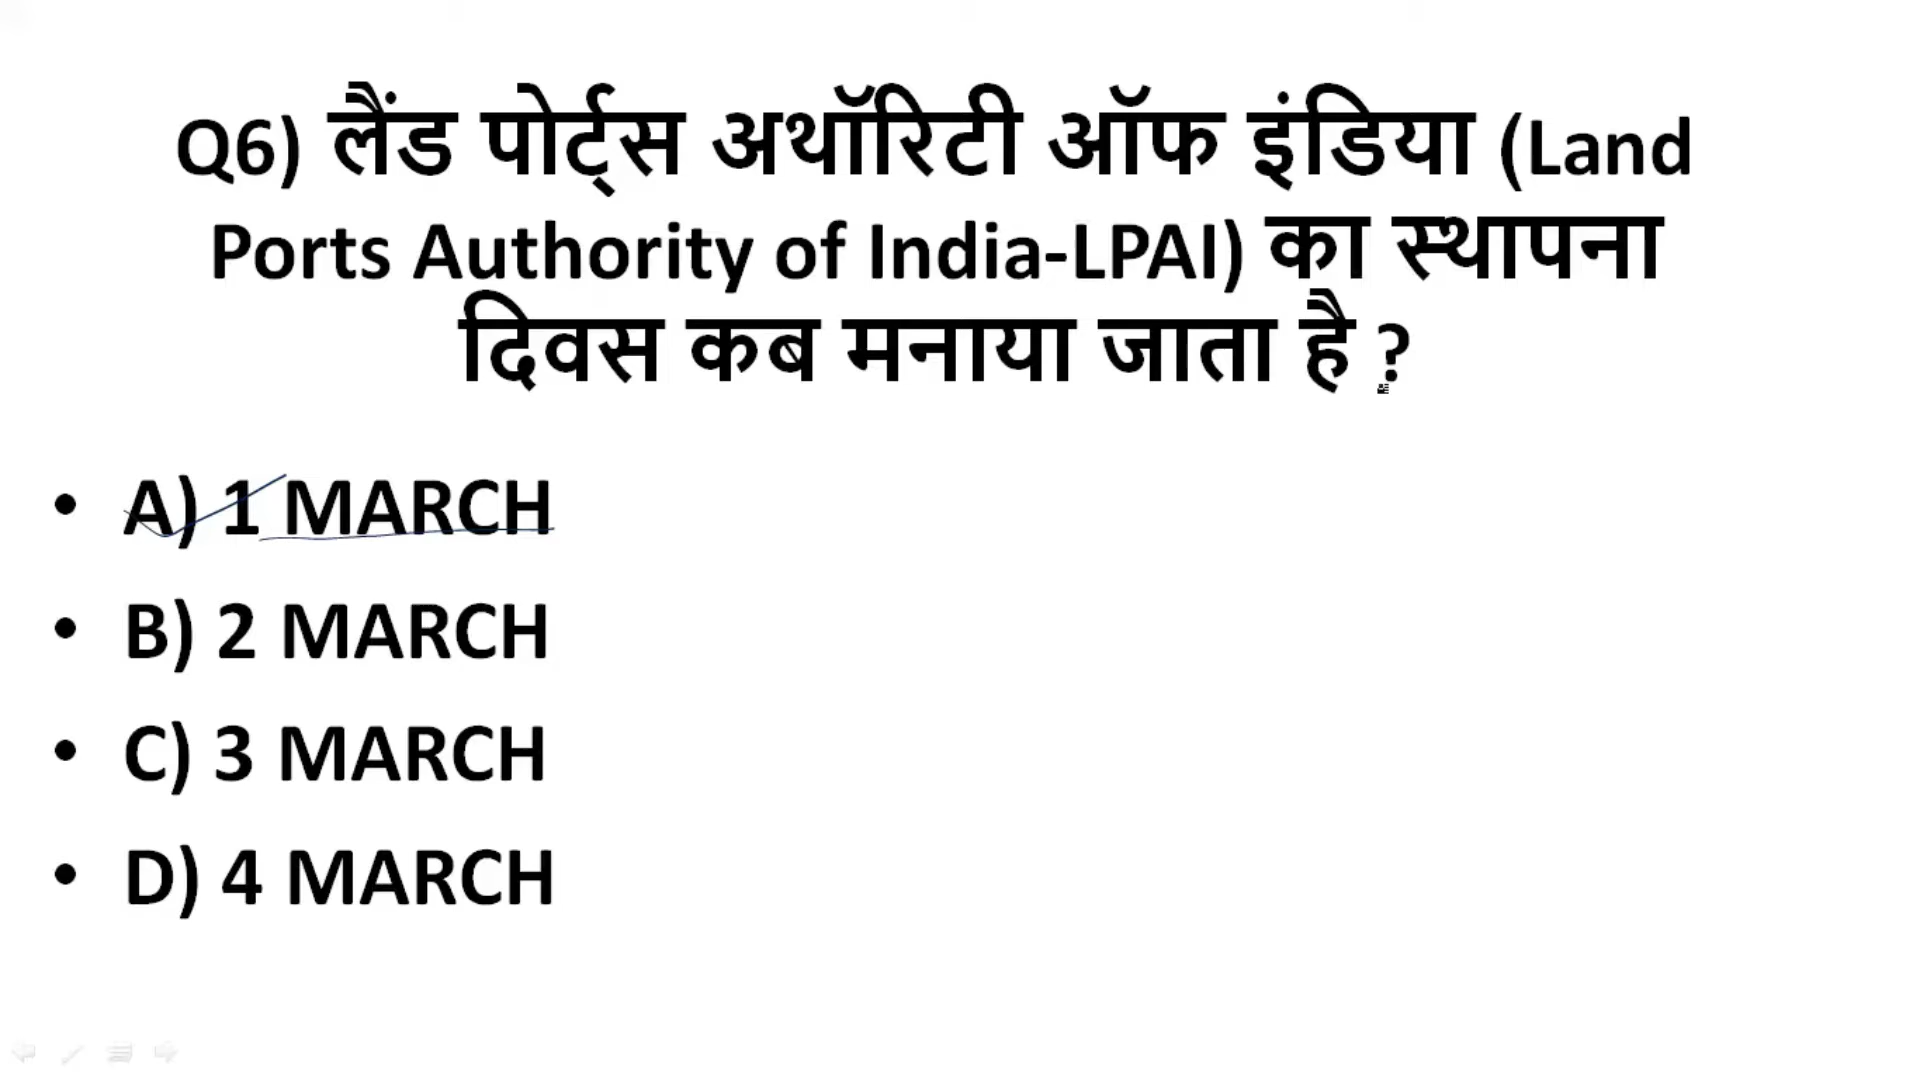 Q6) लैंड पोर्ट्स अथॉरिटी ऑफ इंडिया (Land
Ports Authority of India-LPAI) का स्थापना
दिवस कब मनाया जाता है ?
• A) 1 MARCH
• B) 2 MARCH
• C) 3 MARCH
• D) 4 MARCH